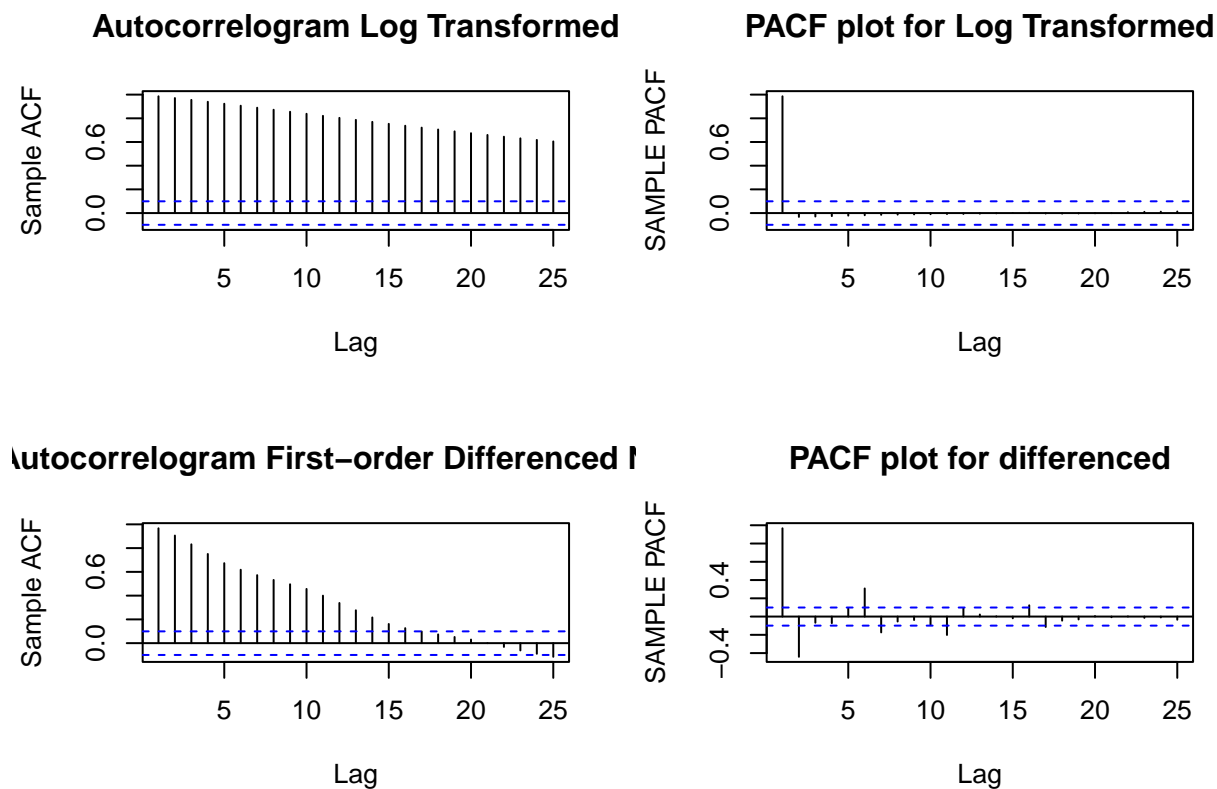 Autocorrelogram Log Transformed
Sample ACF
0.0 0.6
5 10 15 20 25
Lag
PACF plot for Log Transformed
SAMPLE PACF
0.0 0.6
5 10 15 20 25
Lag
Autocorrelogram First−order Differenced N
Sample ACF
0.0 0.6
5 10 15 20 25
Lag
PACF plot for differenced
SAMPLE PACF
−0.4 0.4
5 10 15 20 25
Lag